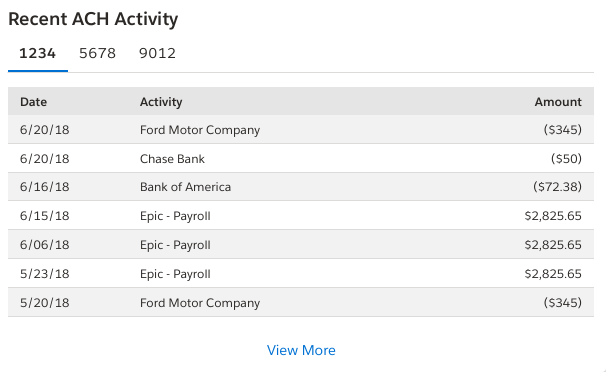 Recent ACH Activity
1234 5678 9012
Date Activity Amount
6/20/18 Ford Motor Company ($345)
6/20/18 Chase Bank ($50)
6/16/18 Bank of America ($72.38)
6/15/18 Epic - Payroll $2,825.65
6/06/18 Epic - Payroll $2,825.65
5/23/18 Epic - Payroll $2,825.65
5/20/18 Ford Motor Company ($345)
View More